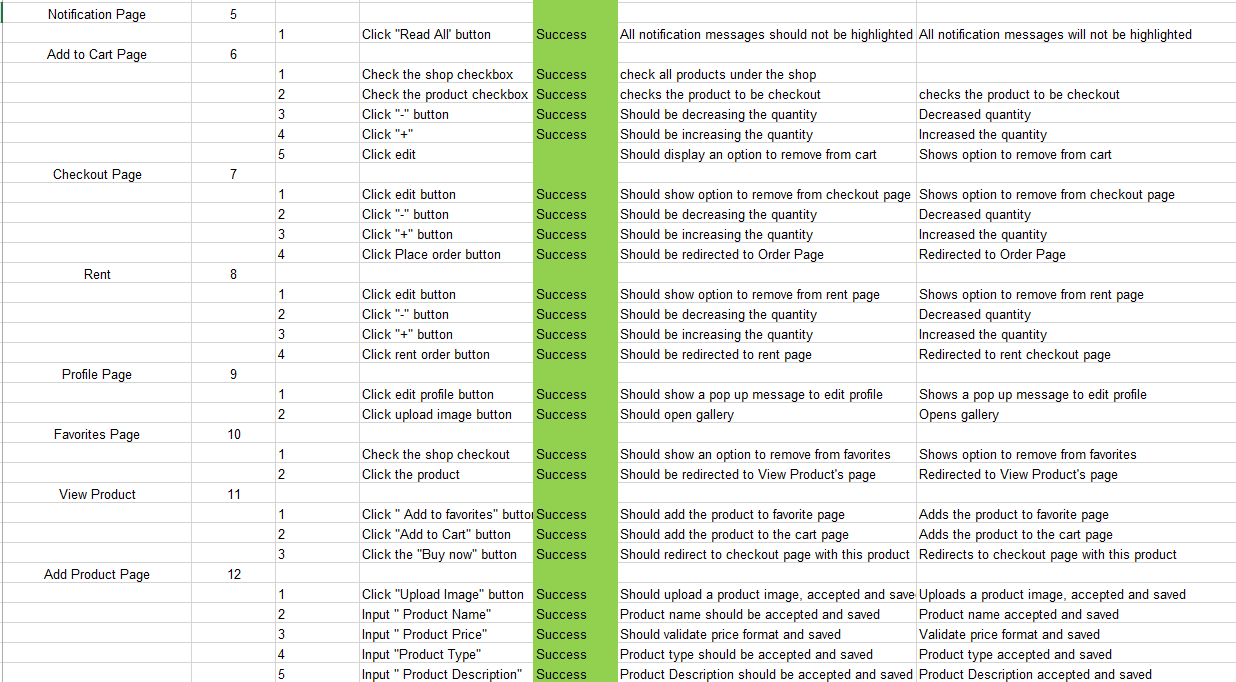 Notification Page 5
1 Click "Read All' button Success All notification messages should not be highlighted All notification messages will not be highlighted
Add to Cart Page 6
1 Check the shop checkbox Success check all products under the shop
2 Check the product checkbox Success checks the product to be checkout checks the product to be checkout
3 Click "-" button Success Should be decreasing the quantity Decreased quantity
4 Click "+" Success Should be increasing the quantity Increased the quantity
5 Click edit Should display an option to remove from cart Shows option to remove from cart
Checkout Page 7
1 Click edit button Success Should show option to remove from checkout page Shows option to remove from checkout page
2 Click "-" button Success Should be decreasing the quantity Decreased quantity
3 Click "+" button Success Should be increasing the quantity Increased the quantity
4 Click Place order button Success Should be redirected to Order Page Redirected to Order Page
Rent 8
1 Click edit button Success Should show option to remove from rent page Shows option to remove from rent page
2 Click "-" button Success Should be decreasing the quantity Decreased quantity
3 Click "+" button Success Should be increasing the quantity Increased the quantity
4 Click rent order button Success Should be redirected to rent page Redirected to rent checkout page
Profile Page 9
1 Click edit profile button Success Should show a pop up message to edit profile Shows a pop up message to edit profile
2 Click upload image button Success Should open gallery Opens gallery
Favorites Page 10
1 Check the shop checkout Success Should show an option to remove from favorites Shows option to remove from favorites
2 Click the product Success Should be redirected to View Product's page Redirected to View Product's page
View Product 11
1 Click " Add to favorites" butto Success Should add the product to favorite page Adds the product to favorite page
2 Click "Add to Cart" button Success Should add the product to the cart page Adds the product to the cart page
3 Click the "Buy now" button Success Should redirect to checkout page with this product Redirects to checkout page with this product
Add Product Page 12
1 Click "Upload Image" button Success Should upload a product image, accepted and save Uploads a product image, accepted and saved
2 Input " Product Name" Success Product name should be accepted and saved Product name accepted and saved
3 Input " Product Price" Success Should validate price format and saved Validate price format and saved
4 Input "Product Type" Success Product type should be accepted and saved Product type accepted and saved
5 Input " Product Description" Success Product Description should be accepted and saved Product Description accepted and saved